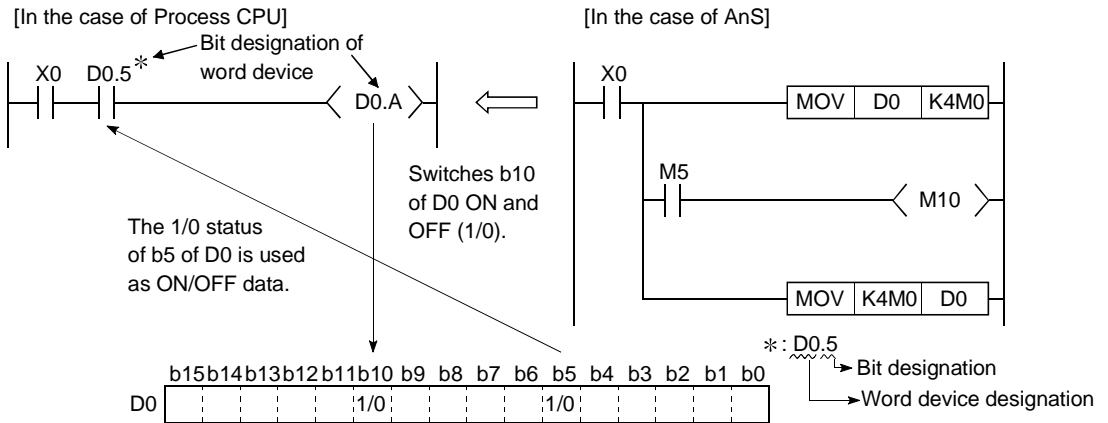 [In the case of Process CPU]
Bit designation of
word device
X0 D0.5*
D0.A
Switches b10
of D0 ON and
OFF (1/0).
The 1/0 status
of b5 of D0 is used
as ON/OFF data.
[In the case of AnS]
X0
MOV D0 K4M0
M5
M10
MOV K4M0 D0
*: D0.5
Bit designation
Word device designation
b15 b14 b13 b12 b11 b10 b9 b8 b7 b6 b5 b4 b3 b2 b1 b0
D0 1/0 1/0